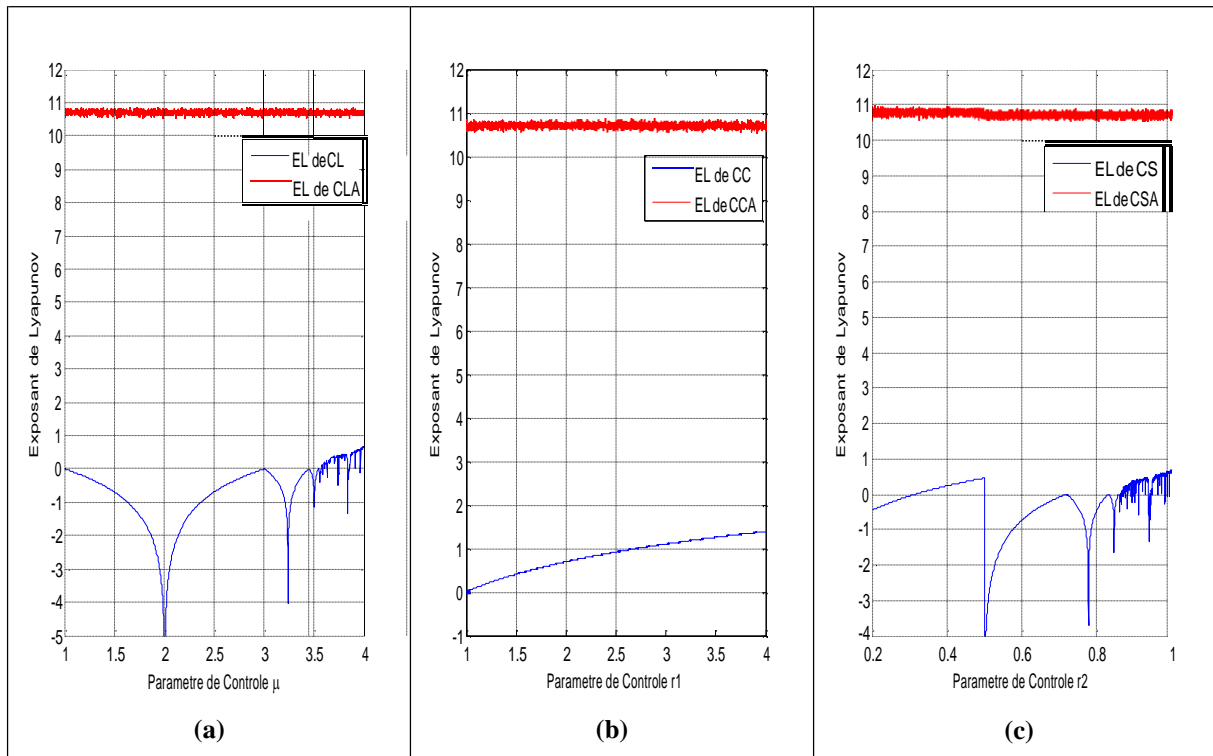 12
11
10
9
8
7
6
5
4
3
2
1
0
-1
-2
-3
-4
-5
Exposant de Lyapunov
EL deCL
EL de CLA
1 1.5 2 2.5 3 3.5 4
Parametre de Controle μ
(a)
12
11
10
9
8
7
6
5
4
3
2
1
0
-1
Exposant de Lyapunov
EL de CC
EL de CCA
1 1.5 2 2.5 3 3.5 4
Parametre de Controle r1
(b)
12
11
10
9
8
7
6
5
4
3
2
1
0
-1
-2
-3
-4
Exposant de Lyapunov
EL de CS
EL de CSA
0.2 0.4 0.6 0.8 1
Parametre de Controle r2
(c)